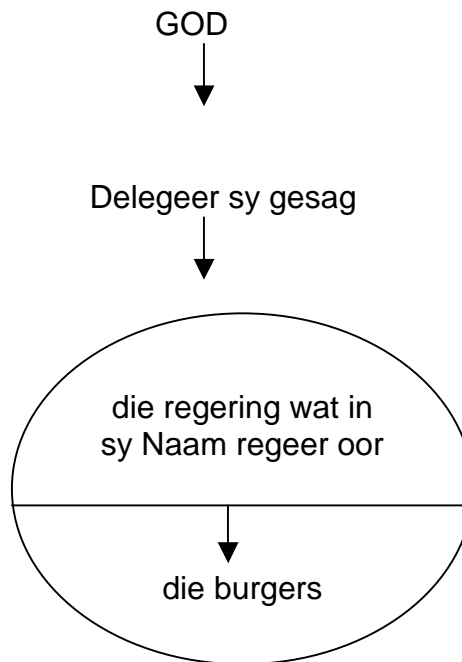 GOD
Delegeer sy gesag
die regering wat in
sy Naam regeer oor
die burgers